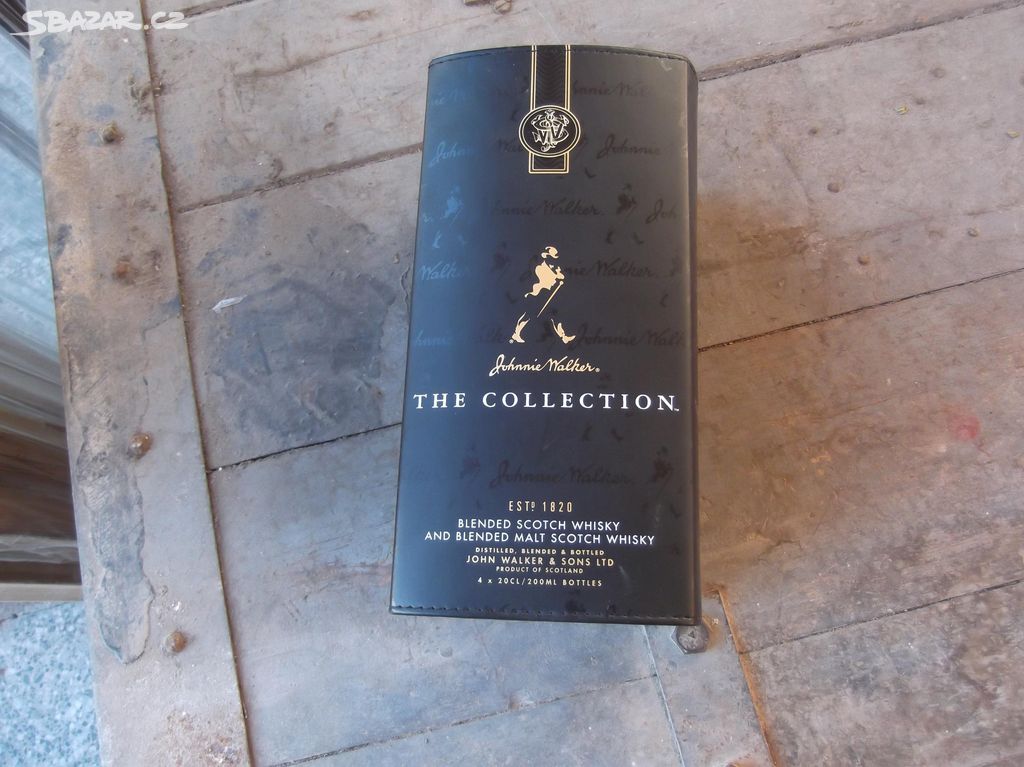 SBAZAR.CZ
Johnnie Walker®
THE COLLECTION™
ESTD 1820
BLENDED SCOTCH WHISKY
AND BLENDED MALT SCOTCH WHISKY
DISTILLED, BLENDED & BOTTLED
JOHN WALKER & SONS LTD
PRODUCT OF SCOTLAND
4 x 20CL/200ML BOTTLES